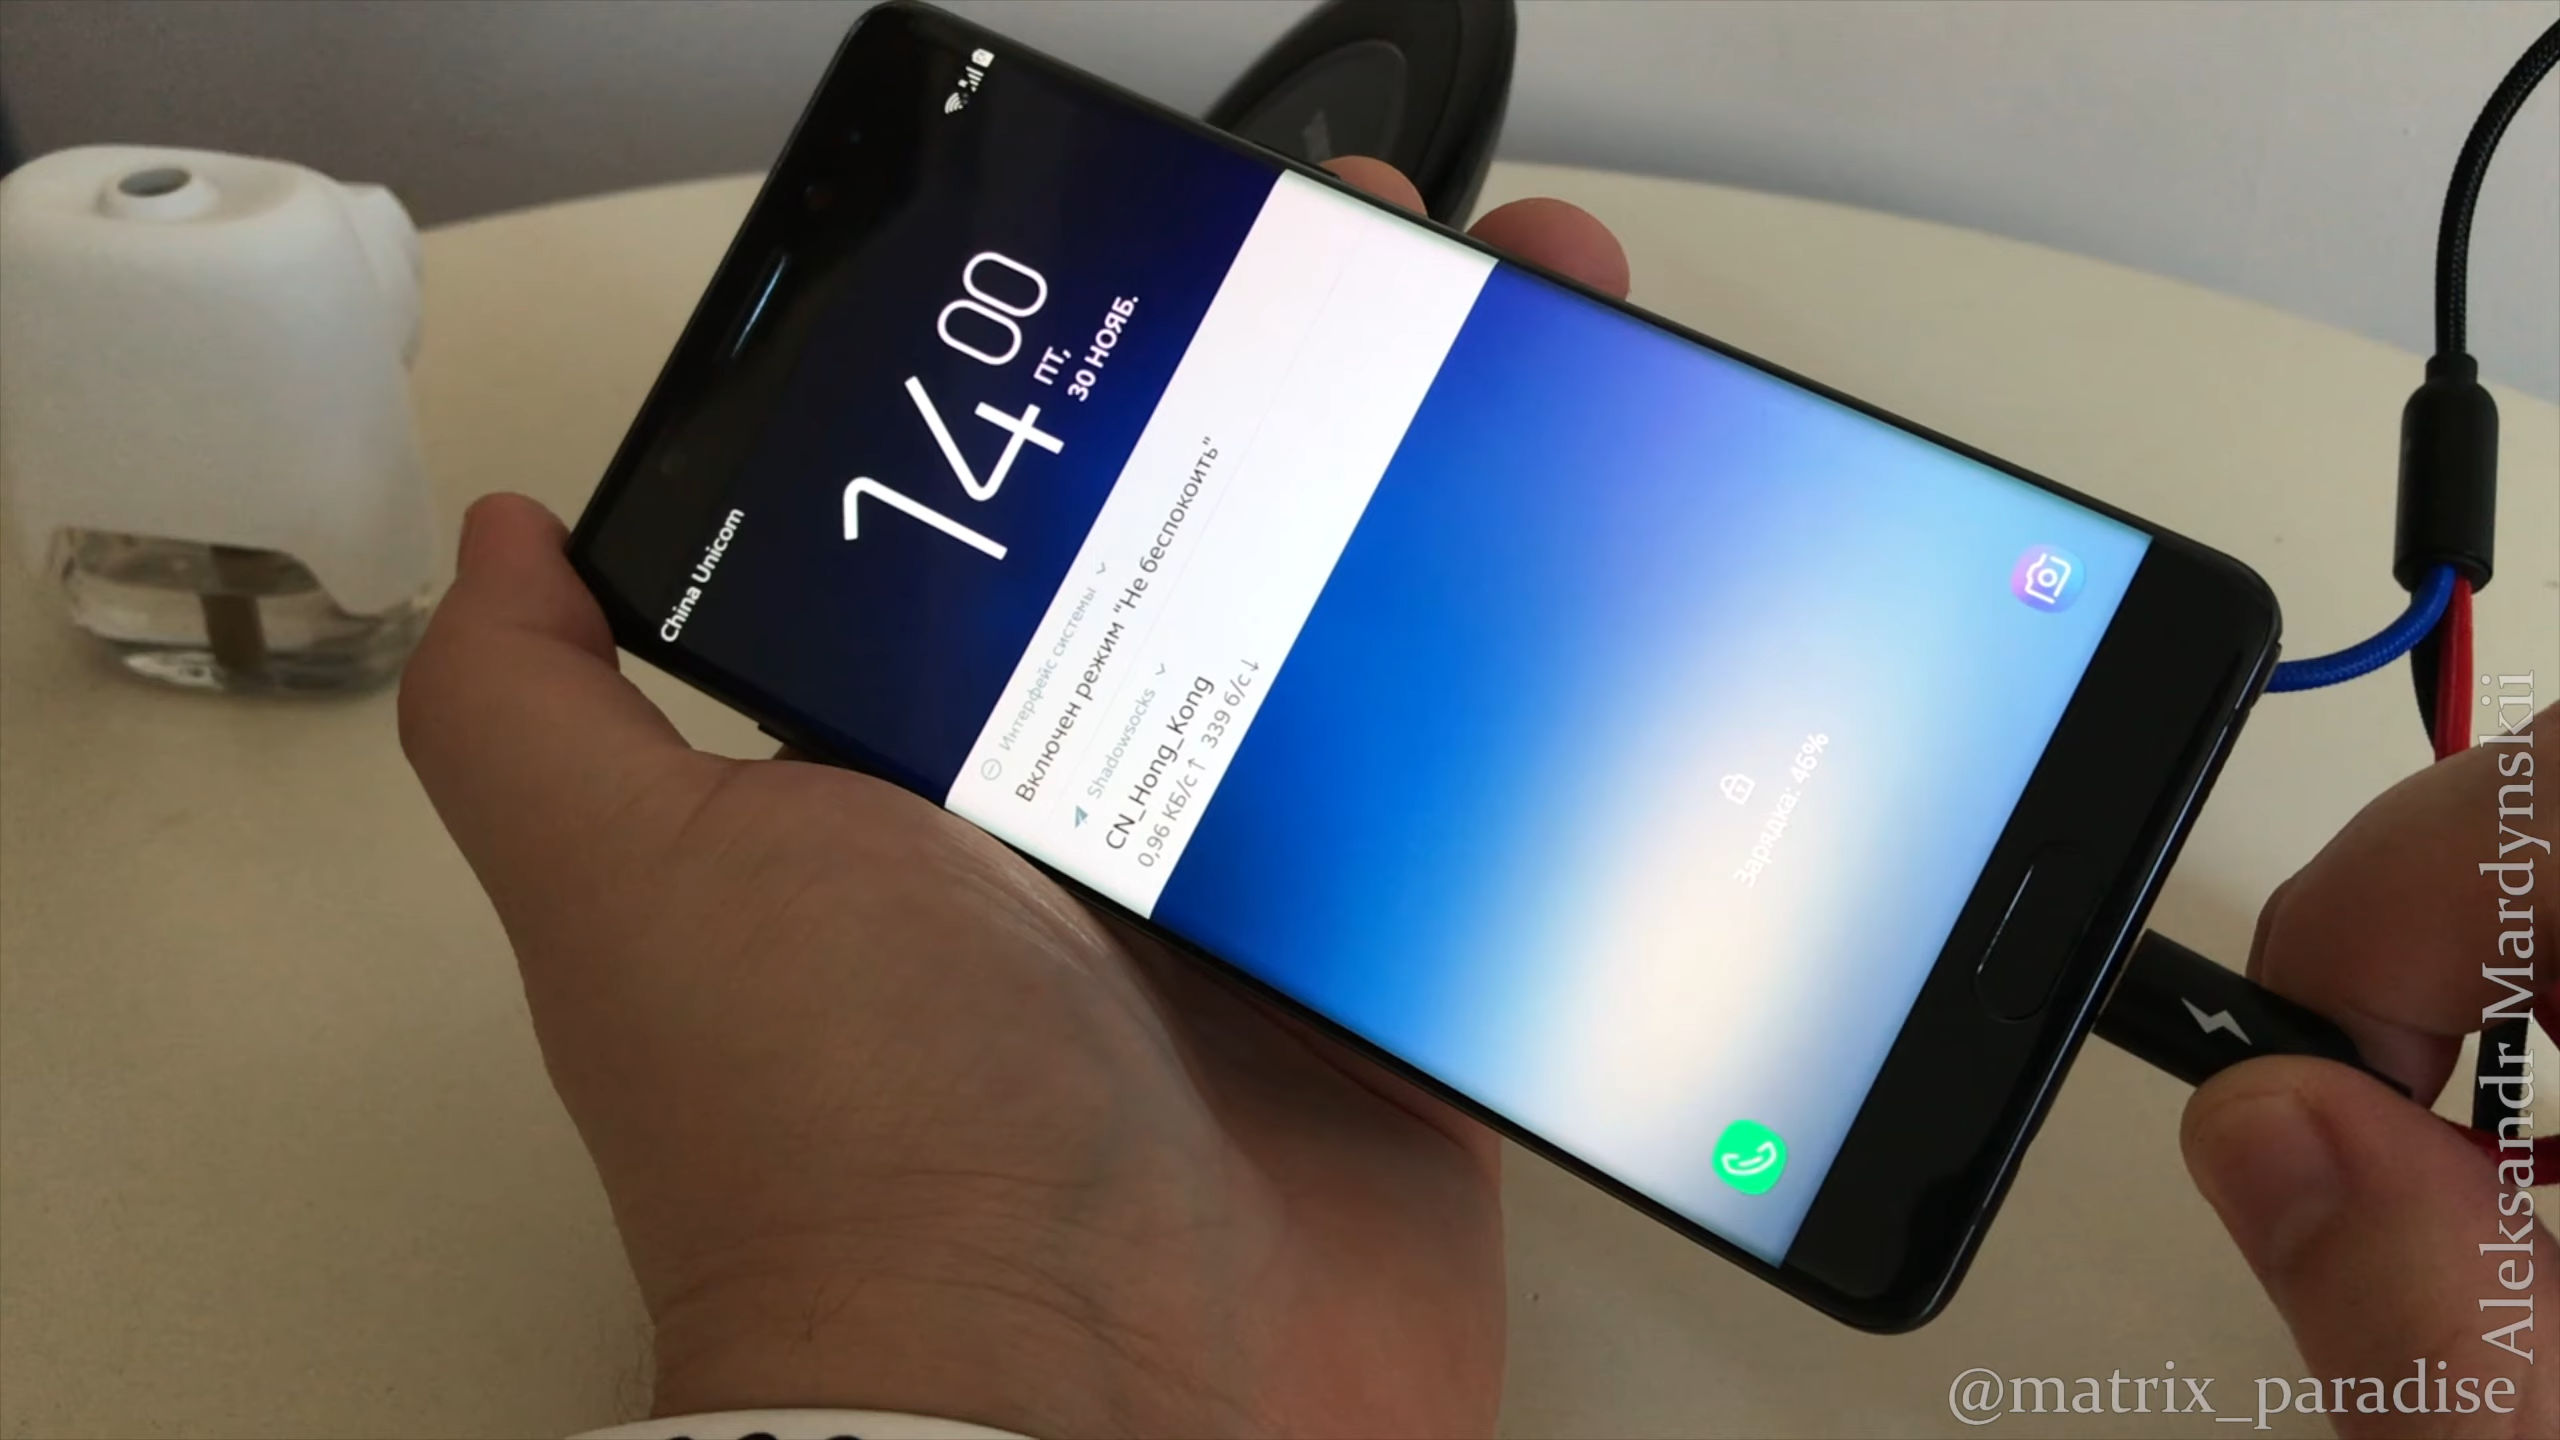 China Unicom
14
00
ПТ,
30 НОЯБ.
Интерфейс системы
Включен режим "Не беспокоить"
Shadowsocks
CN_Hong_Kong
0,96 КБ/с↑ 339 б/с↓
Зарядка: 46%
Aleksandr Mardynskii
@matrix_paradise